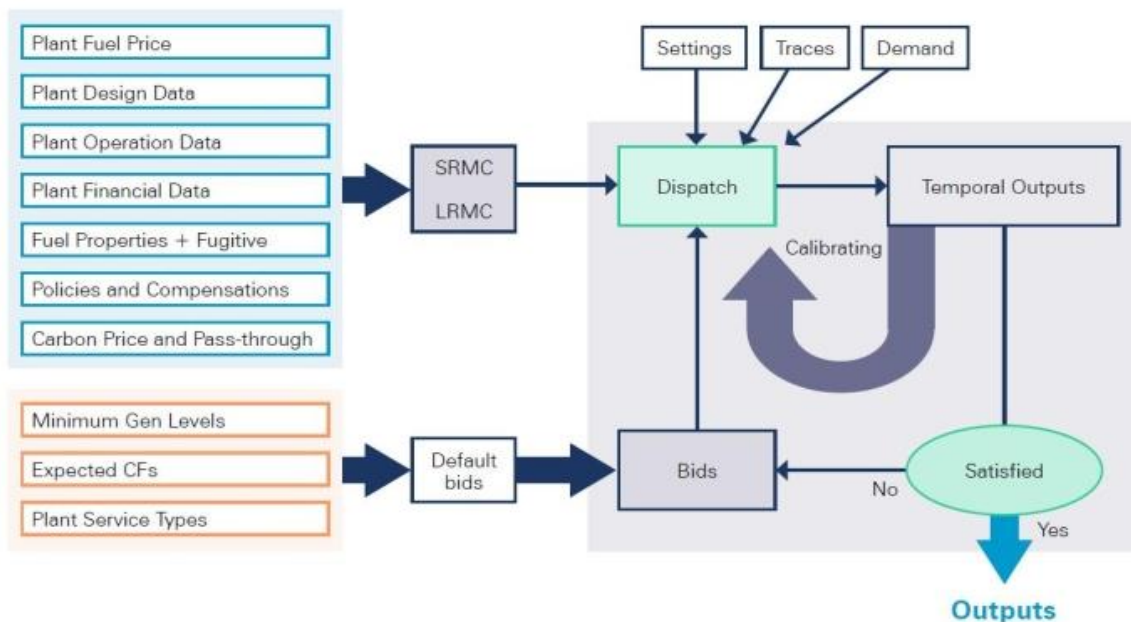 Plant Fuel Price
Plant Design Data
Plant Operation Data
Plant Financial Data
Fuel Properties + Fugitive
Policies and Compensations
Carbon Price and Pass-through
Minimum Gen Levels
Expected CFs
Plant Service Types
SRMC
LRMC
Default
bids
Settings
Traces
Demand
Dispatch
Temporal Outputs
Calibrating
Bids
No
Satisfied
Yes
Outputs